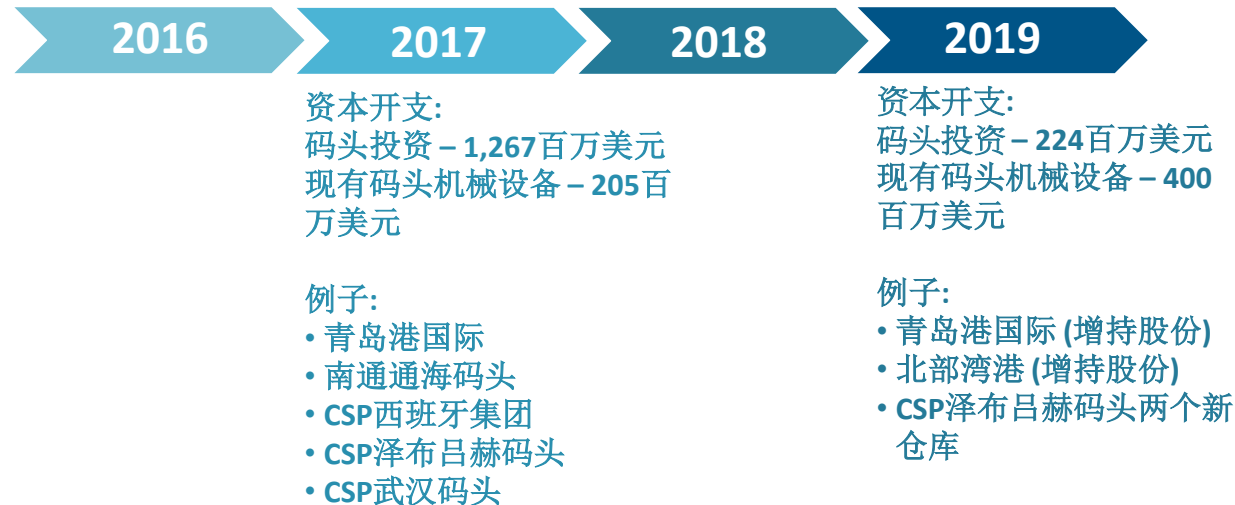 2016
2017
2018
2019
资本开支:
码头投资 – 1,267百万美元
现有码头机械设备 – 205百
万美元
例子:
• 青岛港国际
• 南通通海码头
• CSP西班牙集团
• CSP泽布吕赫码头
• CSP武汉码头
资本开支:
码头投资 – 224百万美元
现有码头机械设备 – 400
百万美元
例子:
• 青岛港国际 (增持股份)
• 北部湾港 (增持股份)
• CSP泽布吕赫码头两个新
仓库